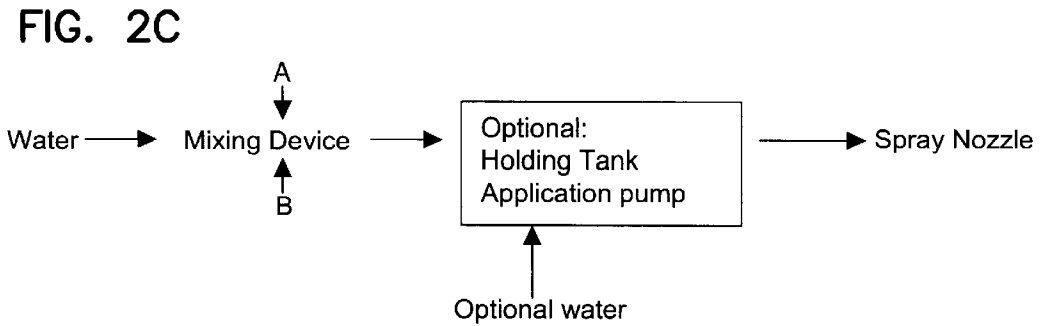 FIG. 2C
A
Water
Mixing Device
B
Optional:
Holding Tank
Application pump
Spray Nozzle
Optional water